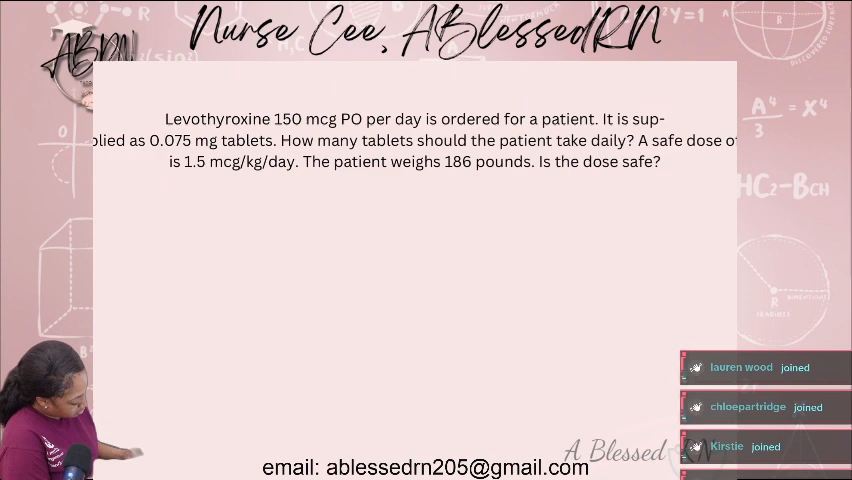 Nurse Cee, ABlessedRN
ABRN
Levothyroxine 150 mcg PO per day is ordered for a patient. It is sup-
plied as 0.075 mg tablets. How many tablets should the patient take daily? A safe dose of
is 1.5 mcg/kg/day. The patient weighs 186 pounds. Is the dose safe?
lauren wood joined
chloepartridge joined
Kirstie joined
A Blessed RN
email: ablessedrn205@gmail.com